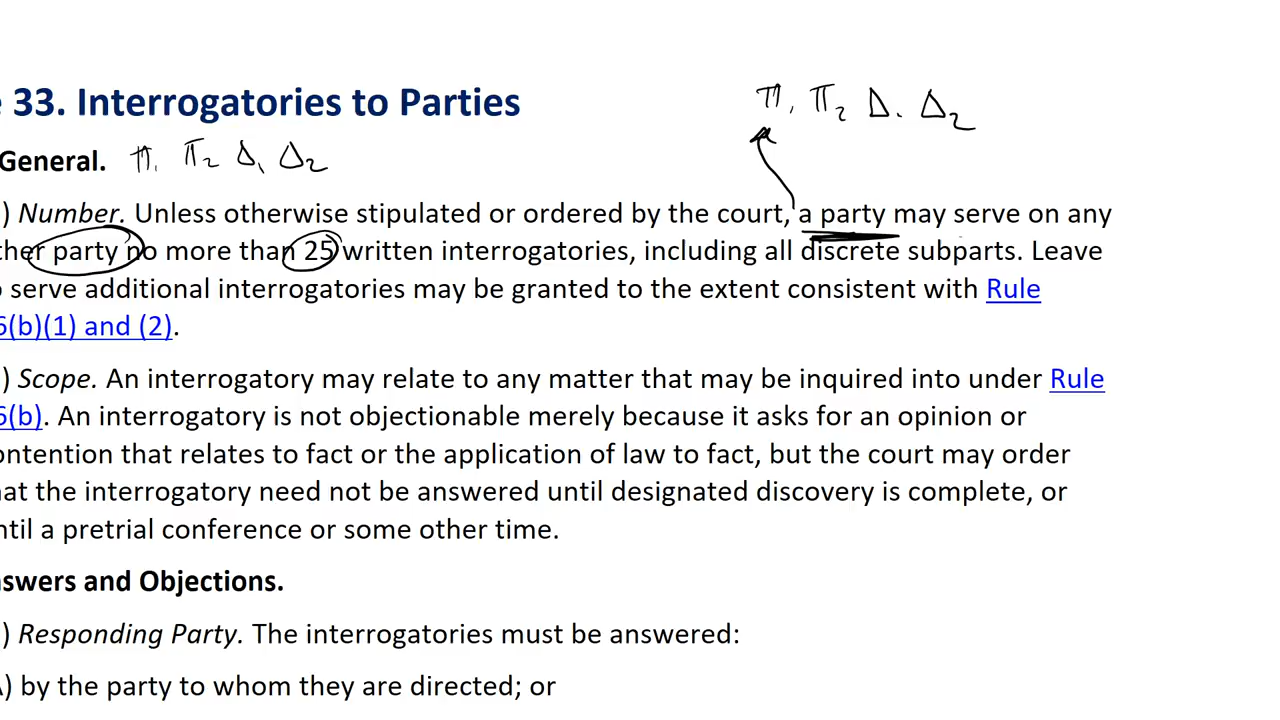 e 33. Interrogatories to Parties
π₁ π₂ Δ₁ Δ₂
General. π₁ π₂ Δ₁ Δ₂
) Number. Unless otherwise stipulated or ordered by the court, a party may serve on any
her party no more than 25 written interrogatories, including all discrete subparts. Leave
o serve additional interrogatories may be granted to the extent consistent with Rule
6(b)(1) and (2).
) Scope. An interrogatory may relate to any matter that may be inquired into under Rule
6(b). An interrogatory is not objectionable merely because it asks for an opinion or
ontention that relates to fact or the application of law to fact, but the court may order
hat the interrogatory need not be answered until designated discovery is complete, or
ntil a pretrial conference or some other time.
nswers and Objections.
) Responding Party. The interrogatories must be answered:
A) by the party to whom they are directed; or